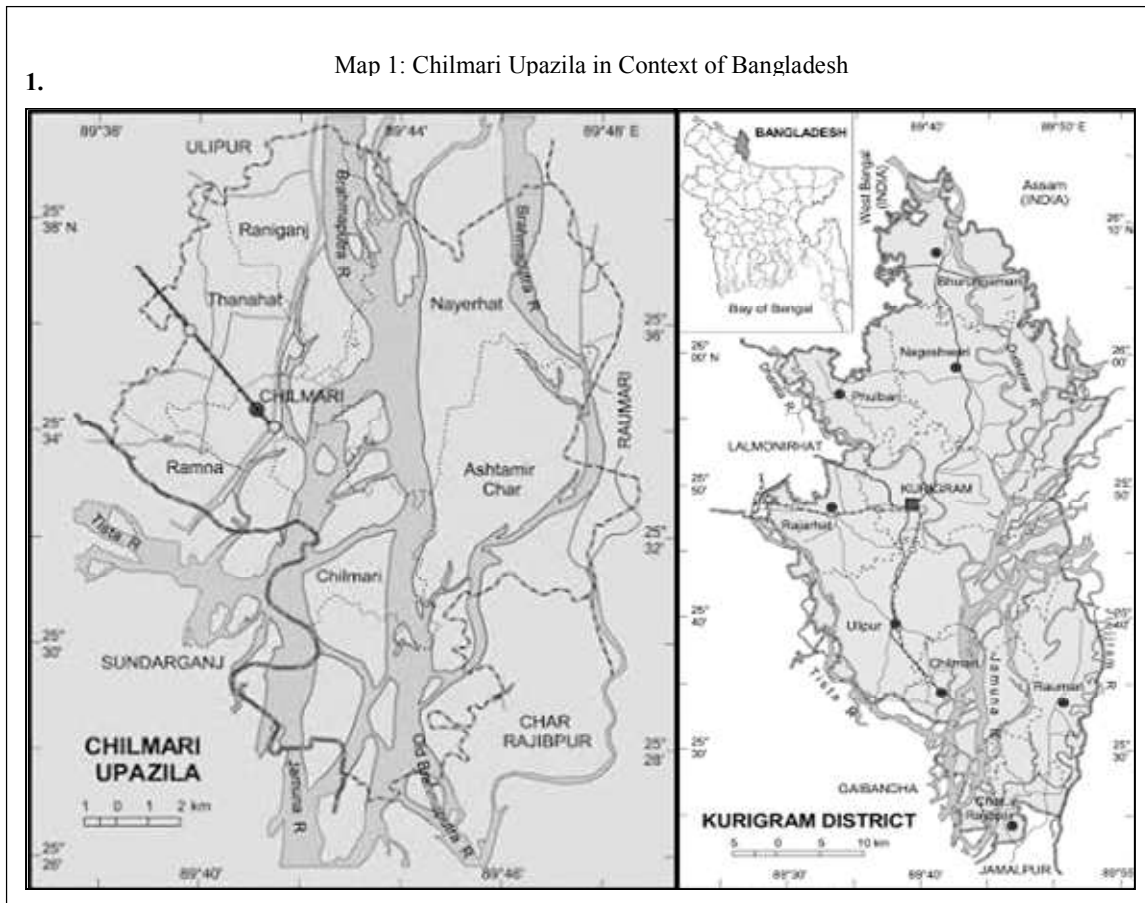 Map 1: Chilmari Upazila in Context of Bangladesh
1.
89°38'
89°44'
89°48' E
ULIPUR
25°
38' N
Raniganj
Brahmaputra R
Brahmaputra R
Thanahat
Nayerhat
25°
36'
CHILMARI
25°
34'
Ramna
RAUMARI
Ashtamir
Char
Tista R
25°
32'
Chilmari
25°
30'
SUNDARGANJ
CHAR
RAJIBPUR
CHILMARI
UPAZILA
25°
28'
Jamuna R
Old Brahmaputra R
1 0 1 2 km
25°
26'
89°40'
89°46'
BANGLADESH
Bay of Bengal
89°40'
89°50' E
West Bengal
(INDIA)
Assam
(INDIA)
26°
10' N
Bhurungamari
26°
00' N
26°
00'
Nageshwari
Phulbari
LALMONIRHAT
25°
50'
25°
50'
KURIGRAM
Rajarhat
25°
40'
25°
40'
Ulipur
Chilmari
Tista R
Jamuna R
Raumari
25°
30'
25°
30'
GAIBANDHA
Char
Rajibpur
KURIGRAM DISTRICT
5 0 5 10 km
JAMALPUR
89°30'
89°40'
89°55'